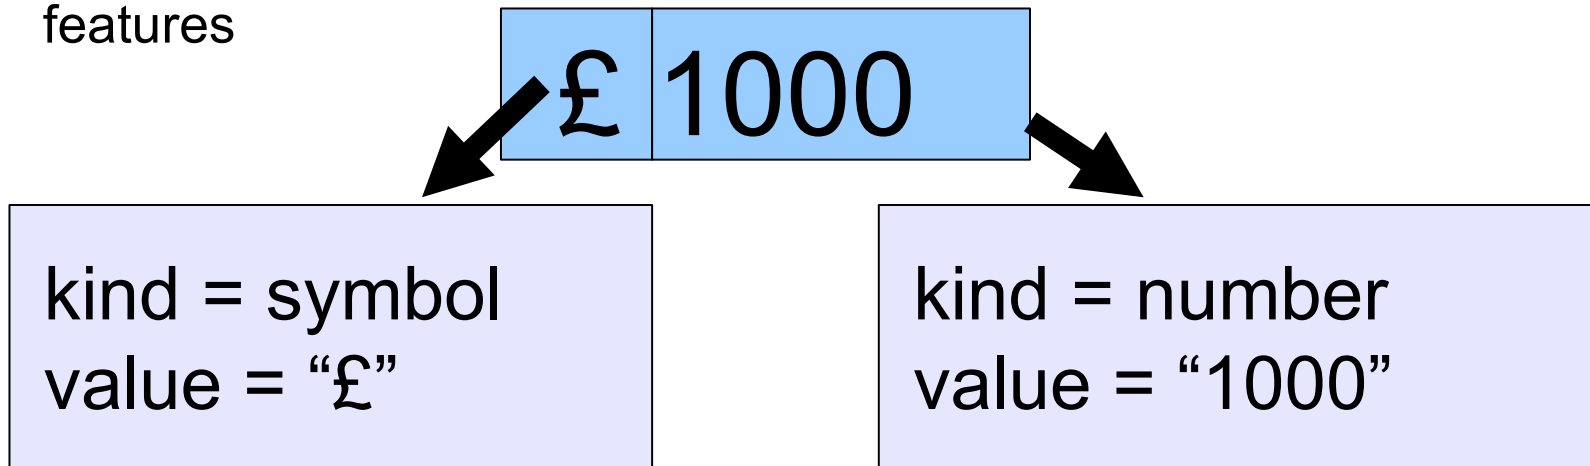 features
£ 1000
kind = symbol
value = “£”
kind = number
value = “1000”